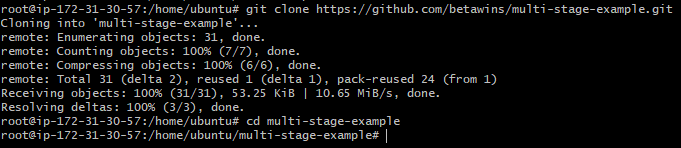 root@ip-172-31-30-57:/home/ubuntu# git clone https://github.com/betawins/multi-stage-example.git
Cloning into 'multi-stage-example'...
remote: Enumerating objects: 31, done.
remote: Counting objects: 100% (7/7), done.
remote: Compressing objects: 100% (6/6), done.
remote: Total 31 (delta 2), reused 1 (delta 1), pack-reused 24 (from 1)
Receiving objects: 100% (31/31), 53.25 KiB | 10.65 MiB/s, done.
Resolving deltas: 100% (3/3), done.
root@ip-172-31-30-57:/home/ubuntu# cd multi-stage-example
root@ip-172-31-30-57:/home/ubuntu/multi-stage-example#